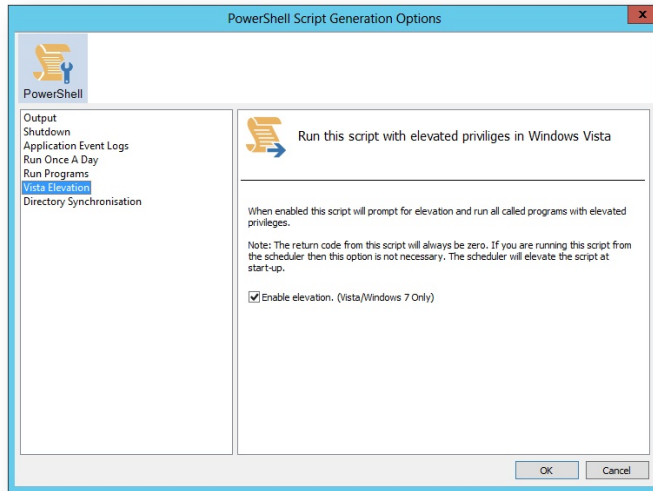 PowerShell Script Generation Options
x
PowerShell
Output
Shutdown
Application Event Logs
Run Once A Day
Run Programs
Vista Elevation
Directory Synchronisation
Run this script with elevated priviliges in Windows Vista
When enabled this script will prompt for elevation and run all called programs with elevated
privileges.
Note: The return code from this script will always be zero. If you are running this script from
the scheduler then this option is not necessary. The scheduler will elevate the script at
start-up.
Enable elevation. (Vista/Windows 7 Only)
OK
Cancel